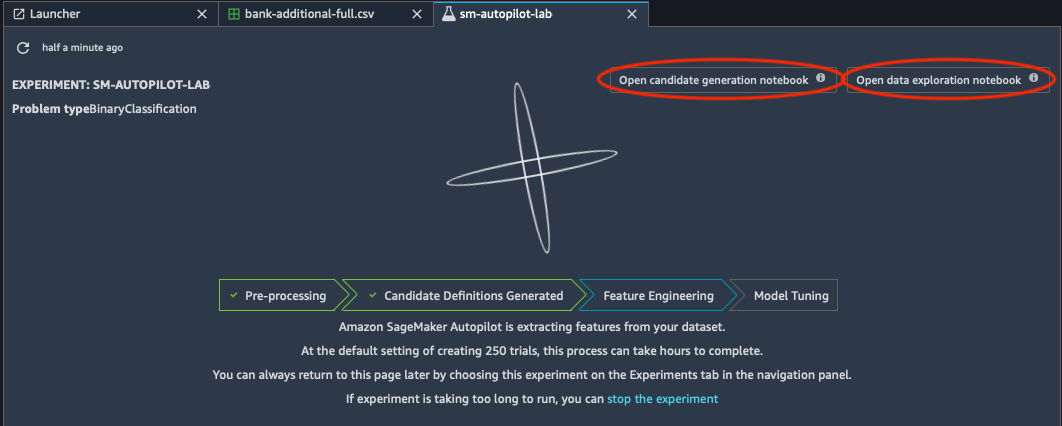 Launcher
bank-additional-full.csv
sm-autopilot-lab
half a minute ago
EXPERIMENT: SM-AUTOPILOT-LAB
Open candidate generation notebook
Open data exploration notebook
Problem typeBinaryClassification
Pre-processing
Candidate Definitions Generated
Feature Engineering
Model Tuning
Amazon SageMaker Autopilot is extracting features from your dataset.
At the default setting of creating 250 trials, this process can take hours to complete.
You can always return to this page later by choosing this experiment on the Experiments tab in the navigation panel.
If experiment is taking too long to run, you can stop the experiment